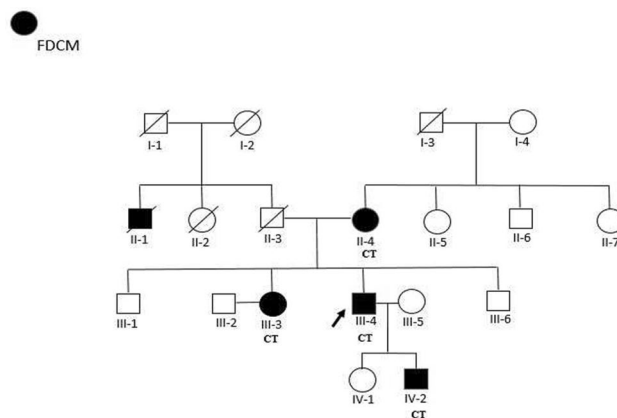 FDCM
I-1 I-2 I-3 I-4
II-1 II-2 II-3 II-4 II-5 II-6 II-7
CT
III-1 III-2 III-3 III-4 III-5 III-6
CT CT
IV-1 IV-2
CT